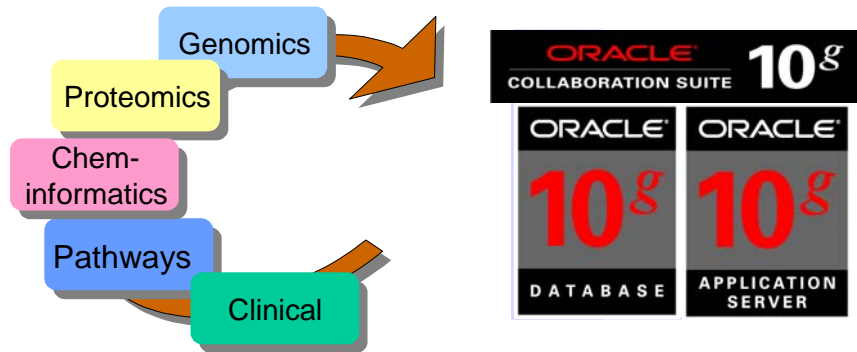 Genomics
Proteomics
Chem-
informatics
Pathways
Clinical
ORACLE
COLLABORATION SUITE 10g
ORACLE
10g
DATABASE
ORACLE
10g
APPLICATION
SERVER